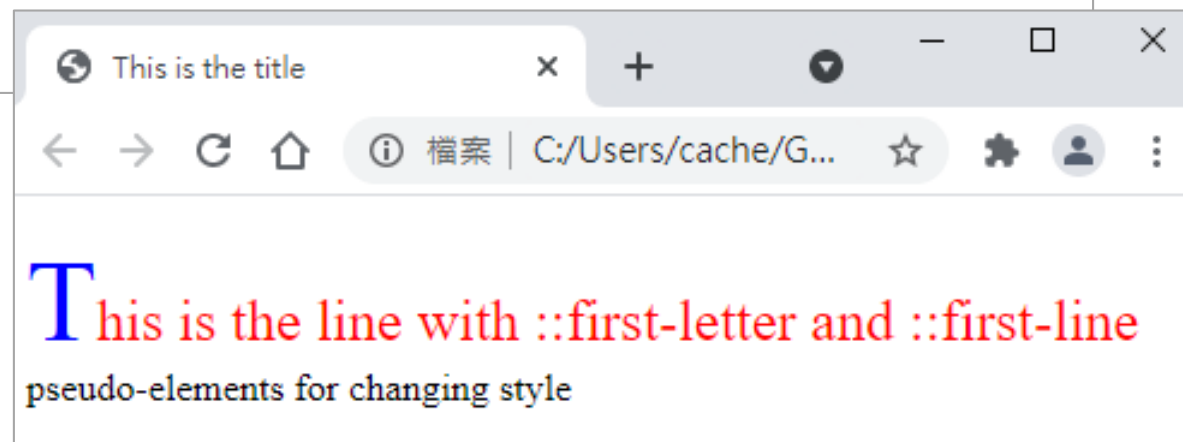 This is the title
檔案 | C:/Users/cache/G...
This is the line with ::first-letter and ::first-line
pseudo-elements for changing style